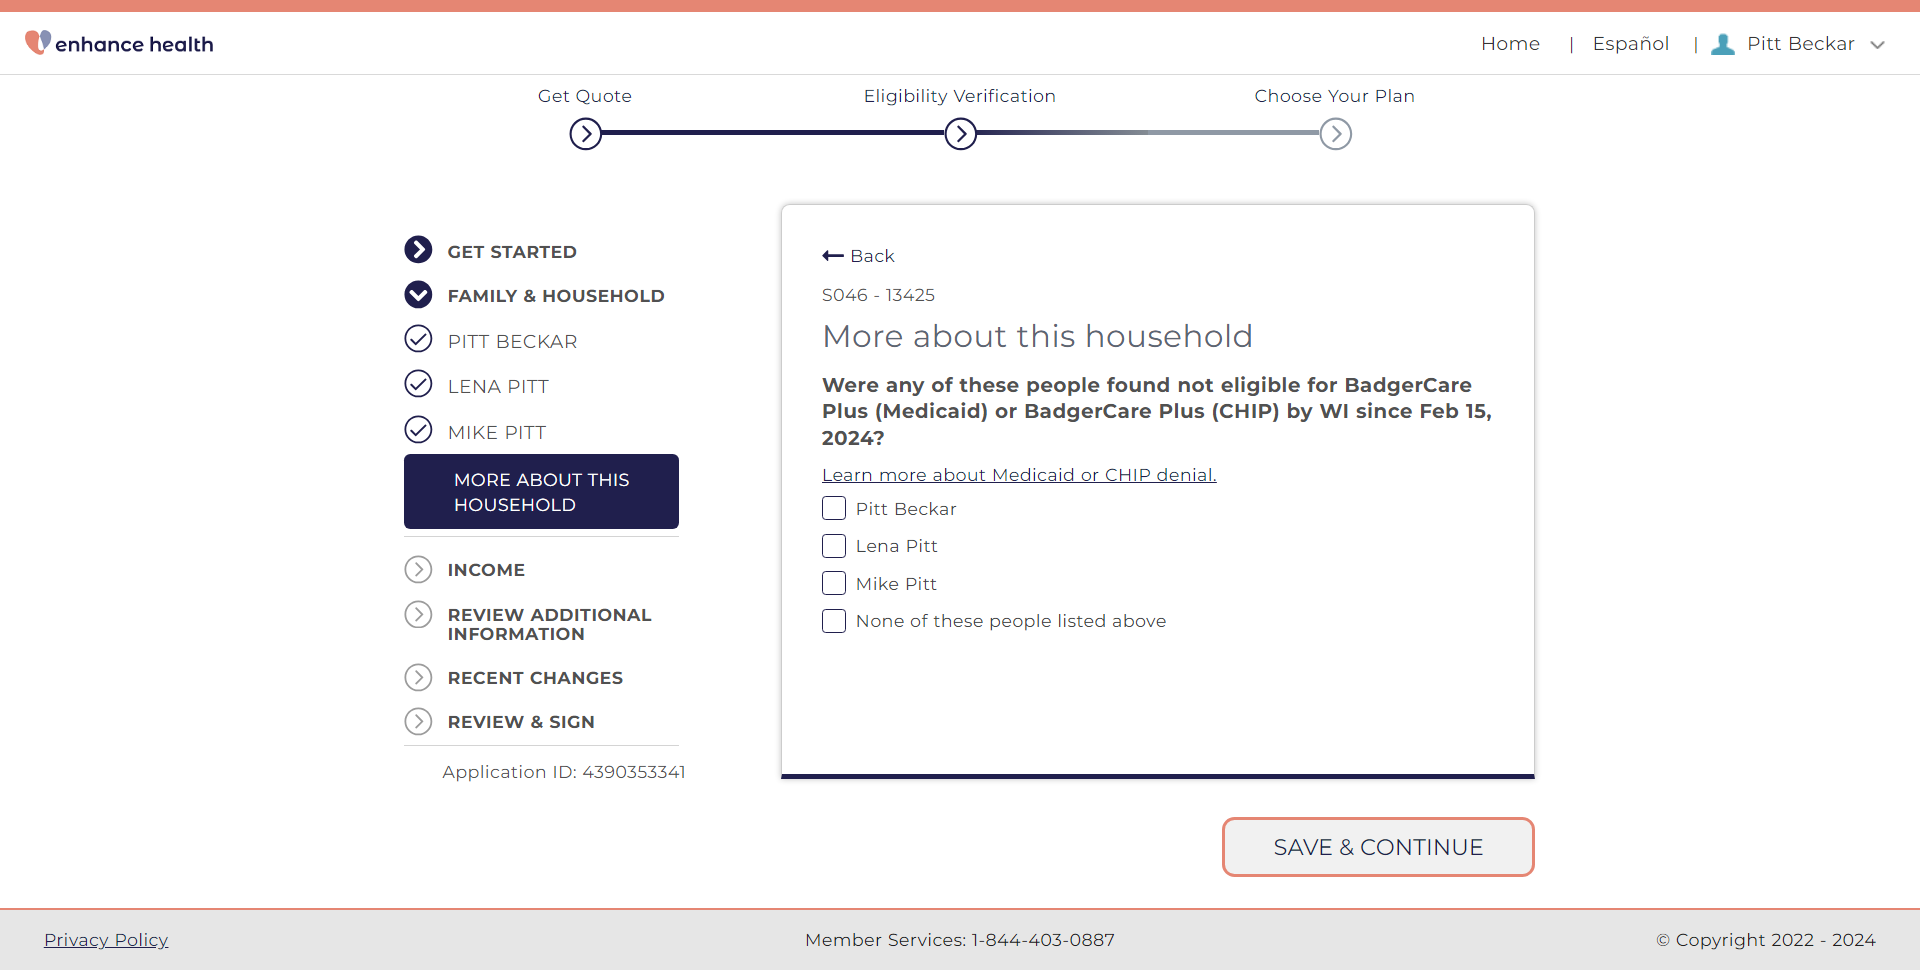 enhance health
Home | Español | Pitt Beckar
Get Quote
Eligibility Verification
Choose Your Plan
GET STARTED
FAMILY & HOUSEHOLD
PITT BECKAR
LENA PITT
MIKE PITT
MORE ABOUT THIS
HOUSEHOLD
INCOME
REVIEW ADDITIONAL
INFORMATION
RECENT CHANGES
REVIEW & SIGN
Application ID: 4390353341
Back
S046 - 13425
More about this household
Were any of these people found not eligible for BadgerCare
Plus (Medicaid) or BadgerCare Plus (CHIP) by WI since Feb 15,
2024?
Learn more about Medicaid or CHIP denial.
Pitt Beckar
Lena Pitt
Mike Pitt
None of these people listed above
SAVE & CONTINUE
Privacy Policy
Member Services: 1-844-403-0887
© Copyright 2022 - 2024